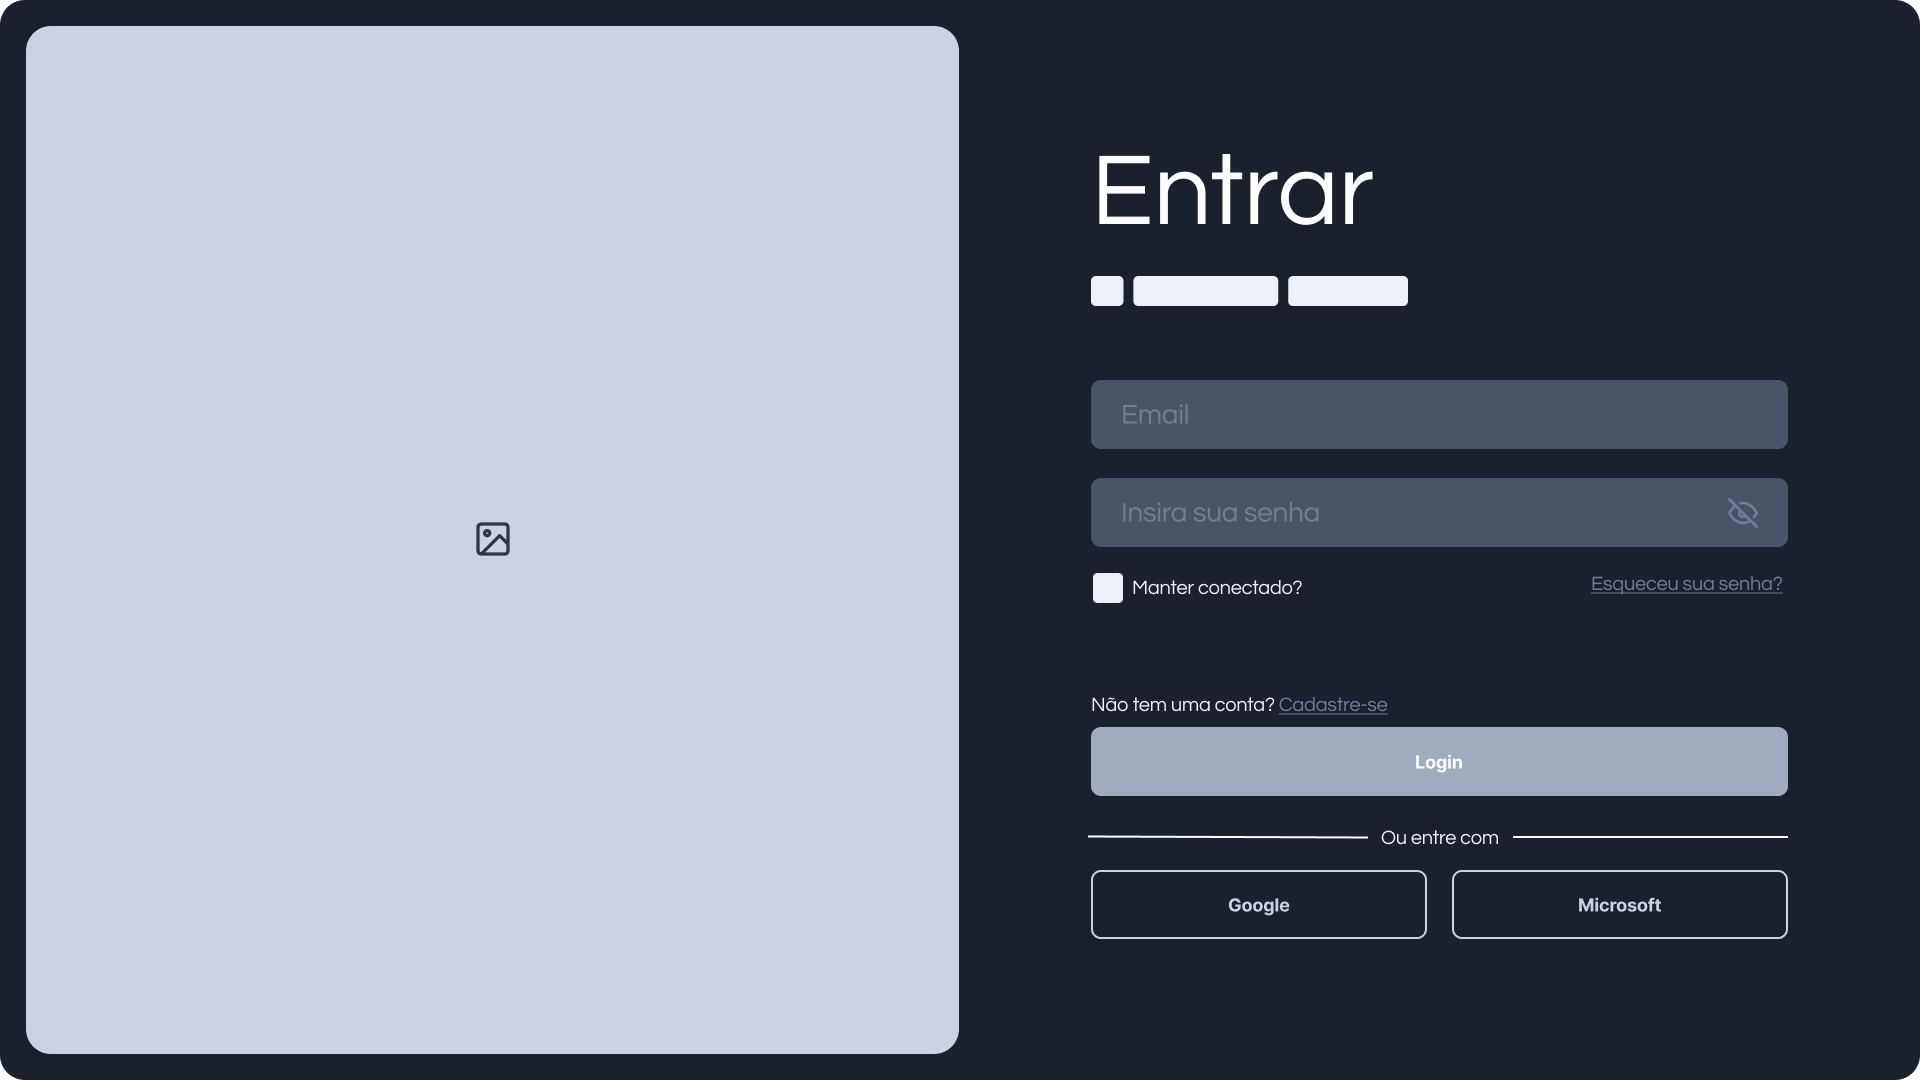 Entrar
Email
Insira sua senha
Manter conectado?
Esqueceu sua senha?
Não tem uma conta? Cadastre-se
Login
Ou entre com
Google
Microsoft